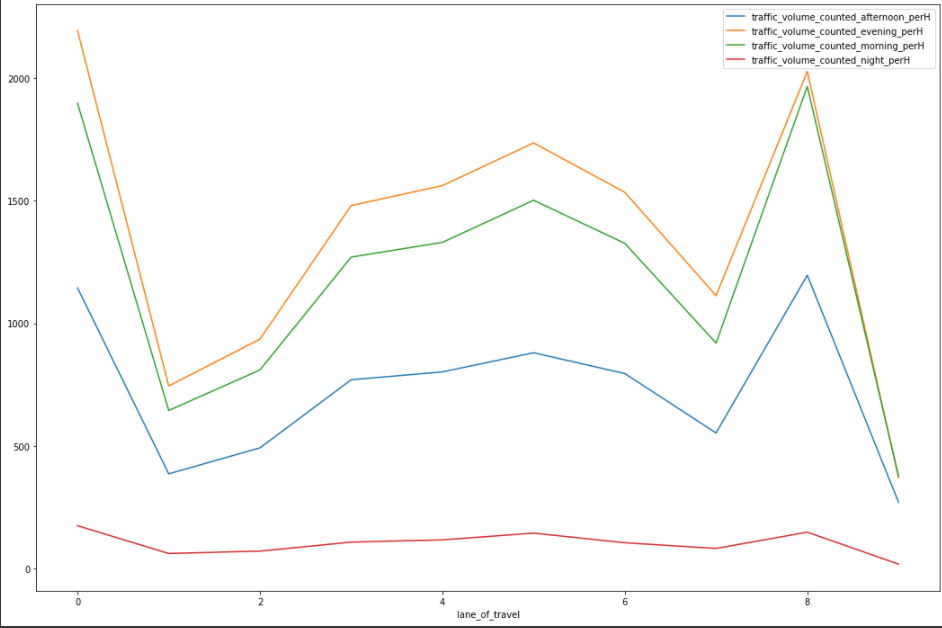 traffic_volume_counted_afternoon_perH
traffic_volume_counted_evening_perH
traffic_volume_counted_morning_perH
traffic_volume_counted_night_perH
2000
1500
1000
500
0
0 2 4 6 8
lane_of_travel